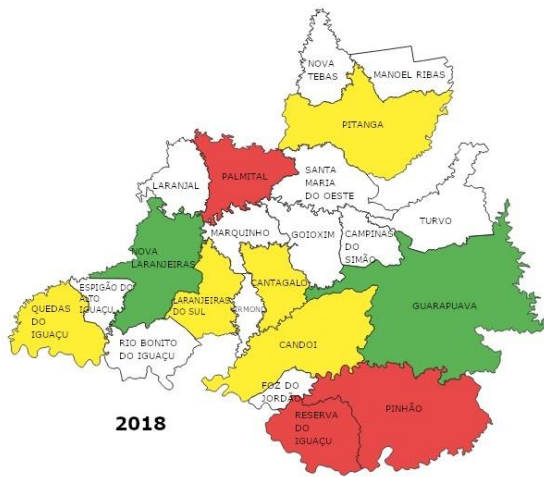 NOVA
TEBAS
MANOEL RIBAS
PITANGA
LARANJAL
PALMITAL
SANTA
MARIA
DO OESTE
TURVO
MARQUINHO
GOIOXIM
CAMPINAS
DO
SIMÃO
NOVA
LARANJEIRAS
ESPIGÃO DO
ALTO
IGUAÇU
CANTAGALO
QUEDAS
DO
IGUAÇU
LARANJEIRAS
DO SUL
GUARAPUAVA
RIO BONITO
DO IGUAÇU
CANDOI
FOZ DO
JORDÃO
RESERVA
DO
IGUAÇU
PINHÃO
2018